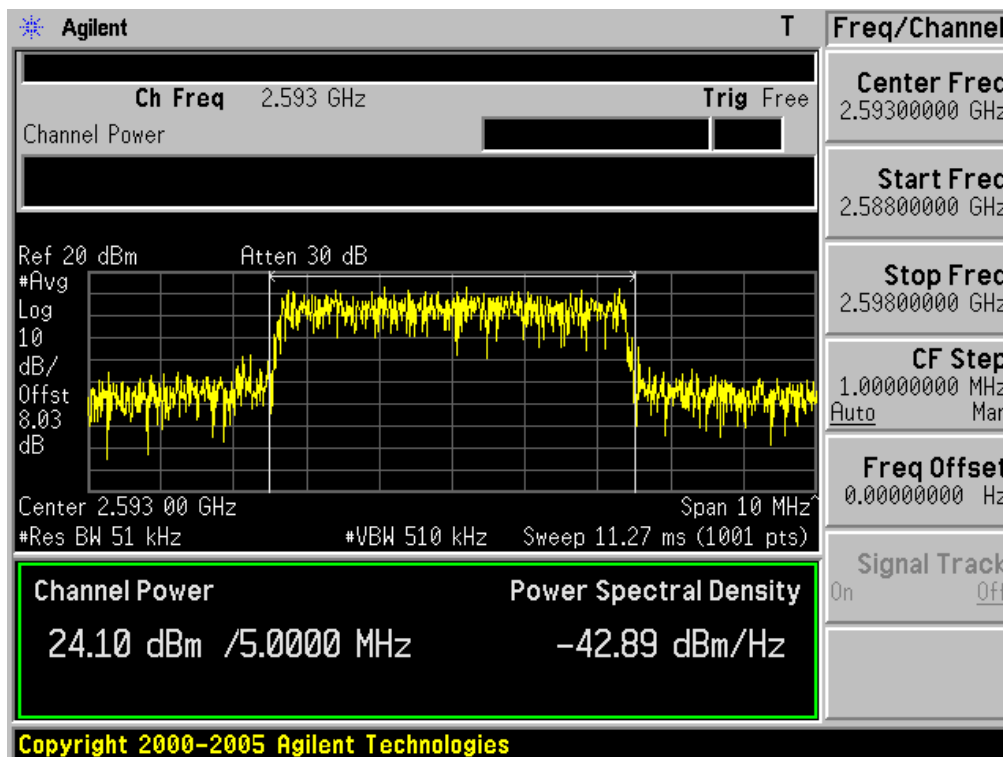 Agilent T
Ch Freq 2.593 GHz Trig Free
Channel Power
Ref 20 dBm Atten 30 dB
#Avg
Log
10
dB/
Offst
8.03
dB
Center 2.593 00 GHz Span 10 MHz^
#Res BW 51 kHz #VBW 510 kHz Sweep 11.27 ms (1001 pts)
Channel Power Power Spectral Density
24.10 dBm /5.0000 MHz -42.89 dBm/Hz
Copyright 2000-2005 Agilent Technologies
Freq/Channel
Center Freq
2.59300000 GHz
Start Freq
2.58800000 GHz
Stop Freq
2.59800000 GHz
CF Step
1.00000000 MHz
Auto Man
Freq Offset
0.00000000 Hz
Signal Track
On Off